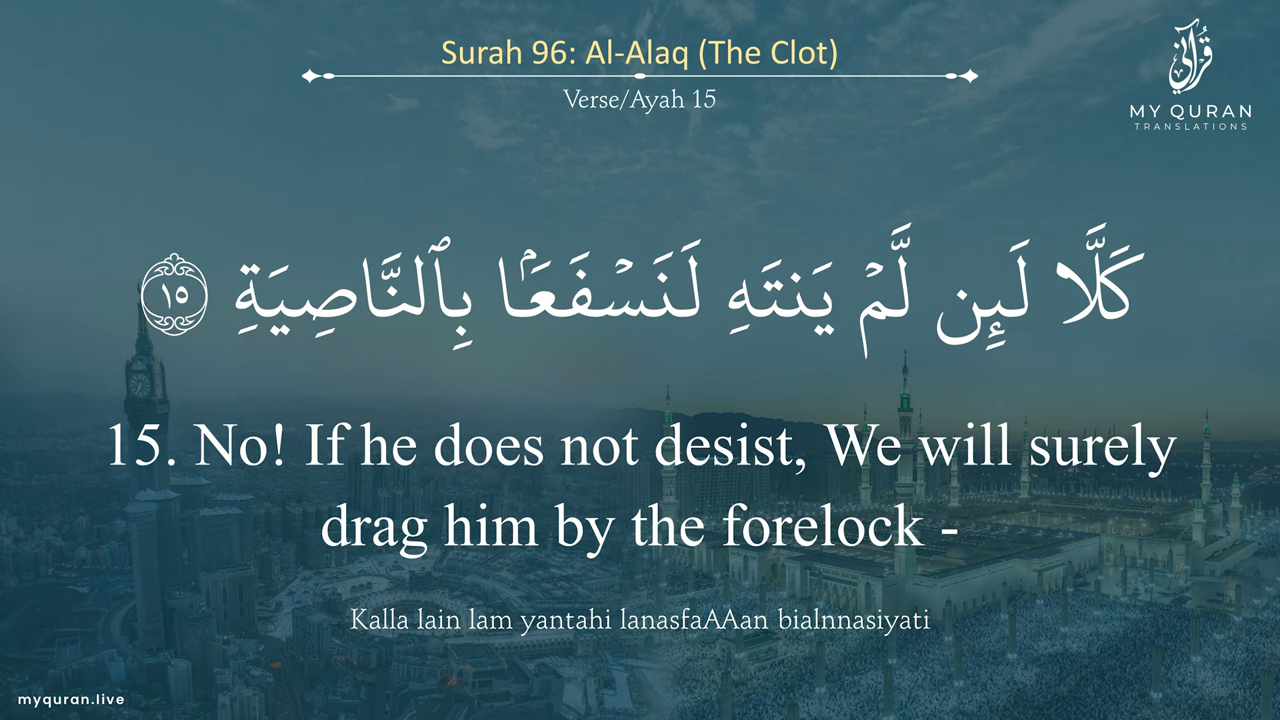 Surah 96: Al-Alaq (The Clot)
Verse/Ayah 15
قرآني
MY QURAN
TRANSLATIONS
كَلَّا لَئِن لَّمْ يَنتَهِ لَنَسْفَعًۢا بِٱلنَّاصِيَةِ ١٥
15. No! If he does not desist, We will surely
drag him by the forelock -
Kalla lain lam yantahi lanasfaAAan bialnnasiyati
myquran.live